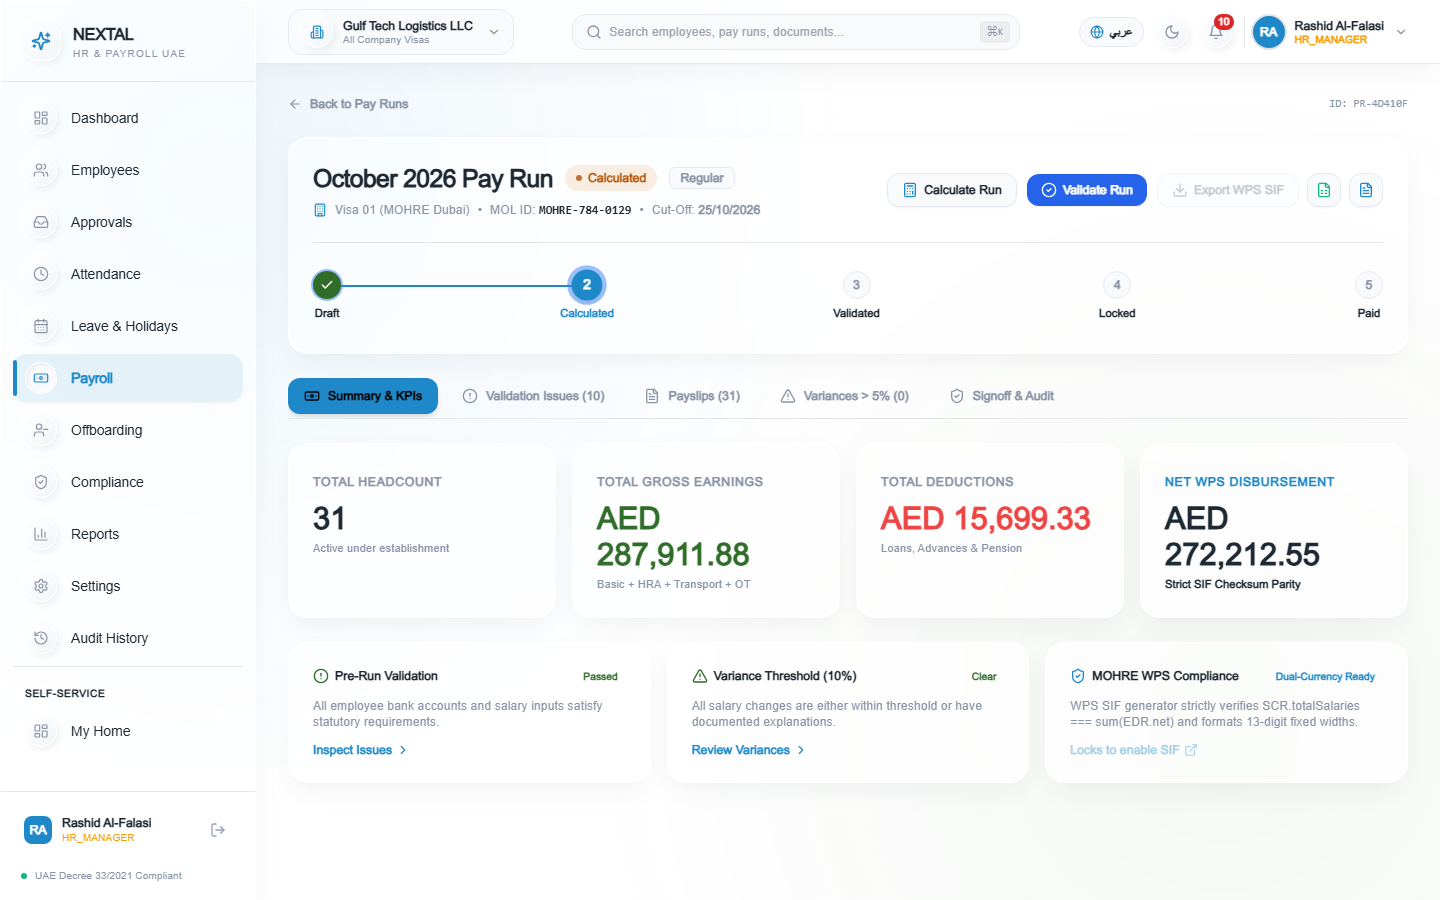 NEXTAL
HR & PAYROLL UAE
Gulf Tech Logistics LLC
All Company Visas
Search employees, pay runs, documents...
⌘K
عربي
10
RA
Rashid Al-Falasi
HR_MANAGER
Dashboard
Employees
Approvals
Attendance
Leave & Holidays
Payroll
Offboarding
Compliance
Reports
Settings
Audit History
SELF-SERVICE
My Home
RA
Rashid Al-Falasi
HR_MANAGER
UAE Decree 33/2021 Compliant
Back to Pay Runs
ID: PR-4D410F
October 2026 Pay Run
Calculated
Regular
Visa 01 (MOHRE Dubai) • MOL ID: MOHRE-784-0129 • Cut-Off: 25/10/2026
Calculate Run
Validate Run
Export WPS SIF
Draft
2
Calculated
3
Validated
4
Locked
5
Paid
Summary & KPIs
Validation Issues (10)
Payslips (31)
Variances > 5% (0)
Signoff & Audit
TOTAL HEADCOUNT
31
Active under establishment
TOTAL GROSS EARNINGS
AED
287,911.88
Basic + HRA + Transport + OT
TOTAL DEDUCTIONS
AED 15,699.33
Loans, Advances & Pension
NET WPS DISBURSEMENT
AED
272,212.55
Strict SIF Checksum Parity
Pre-Run Validation
Passed
All employee bank accounts and salary inputs satisfy
statutory requirements.
Inspect Issues
Variance Threshold (10%)
Clear
All salary changes are either within threshold or have
documented explanations.
Review Variances
MOHRE WPS Compliance
Dual-Currency Ready
WPS SIF generator strictly verifies SCR.totalSalaries
=== sum(EDR.net) and formats 13-digit fixed widths.
Locks to enable SIF